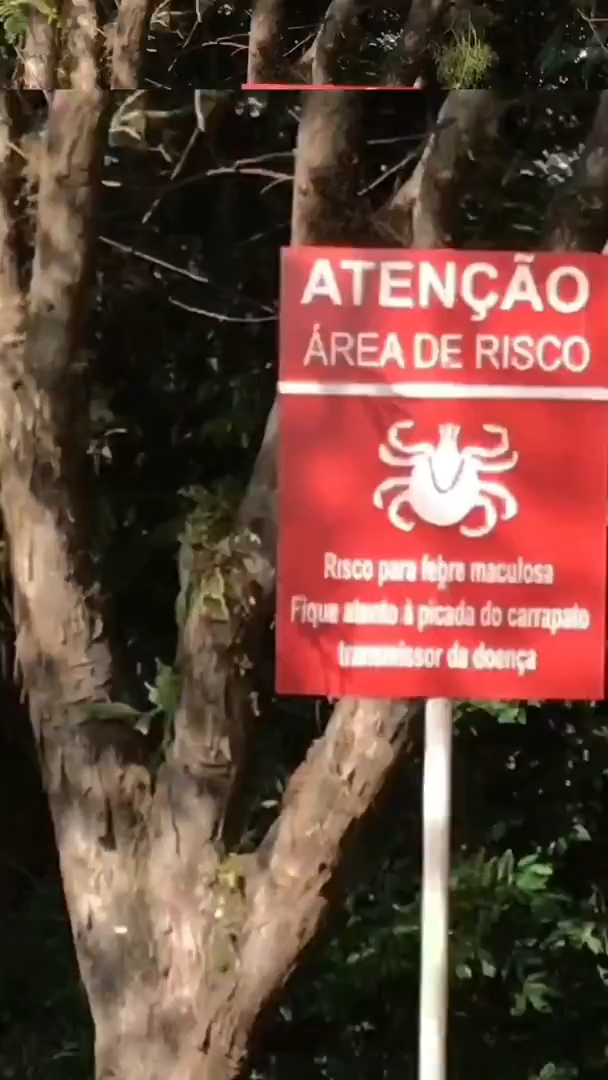 ATENÇÃO
ÁREA DE RISCO
Risco para febre maculosa
Fique atento à picada do carrapato
transmissor da doença